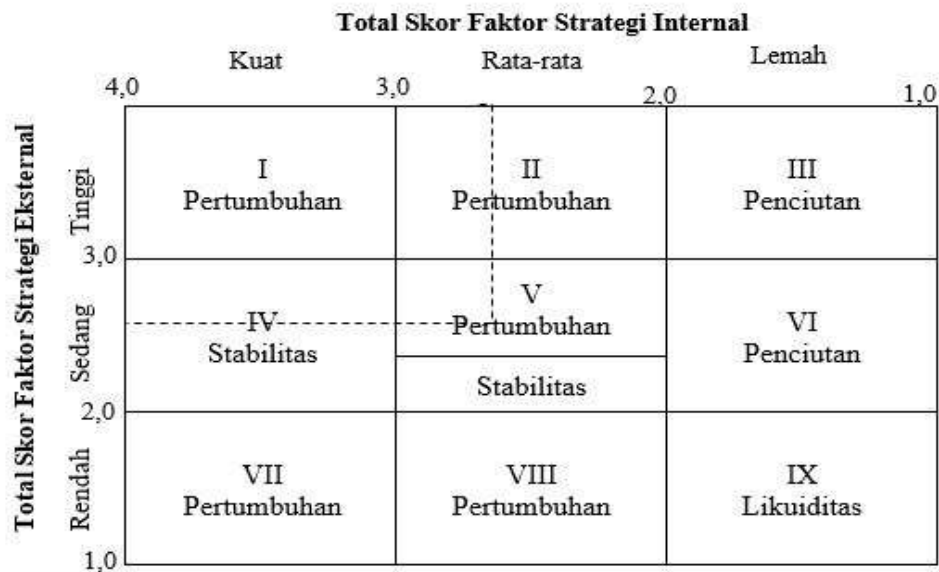 Total Skor Faktor Strategi Internal
Kuat
Rata-rata
Lemah
4,0
3,0
2,0
1,0
Total Skor Faktor Strategi Eksternal
Tinggi
I
Pertumbuhan
II
Pertumbuhan
III
Penciutan
3,0
Sedang
IV
Stabilitas
V
Pertumbuhan
Stabilitas
VI
Penciutan
2,0
Rendah
VII
Pertumbuhan
VIII
Pertumbuhan
IX
Likuiditas
1,0